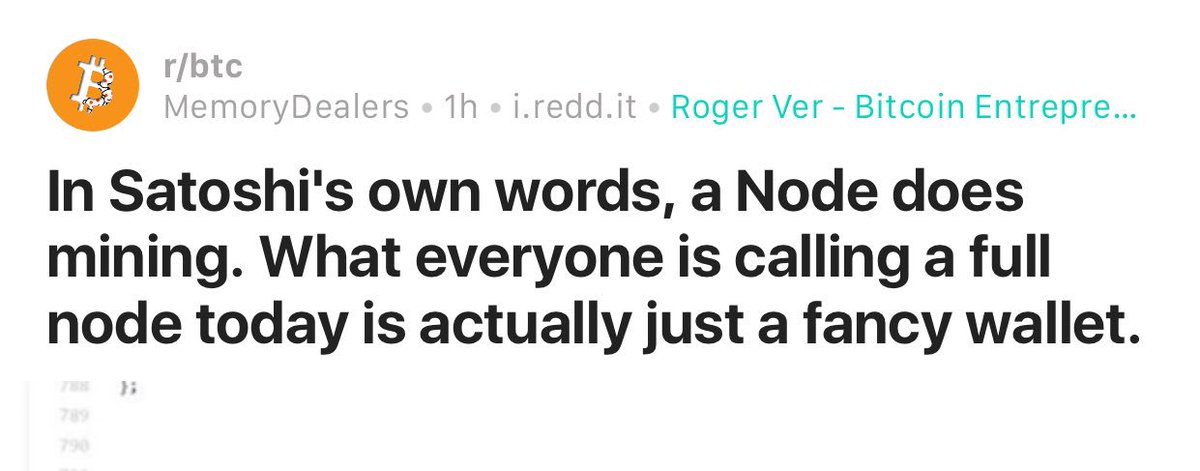 r/btc
MemoryDealers • 1h • i.redd.it • Roger Ver - Bitcoin Entrepre...
In Satoshi's own words, a Node does
mining. What everyone is calling a full
node today is actually just a fancy wallet.
788 };
789
790